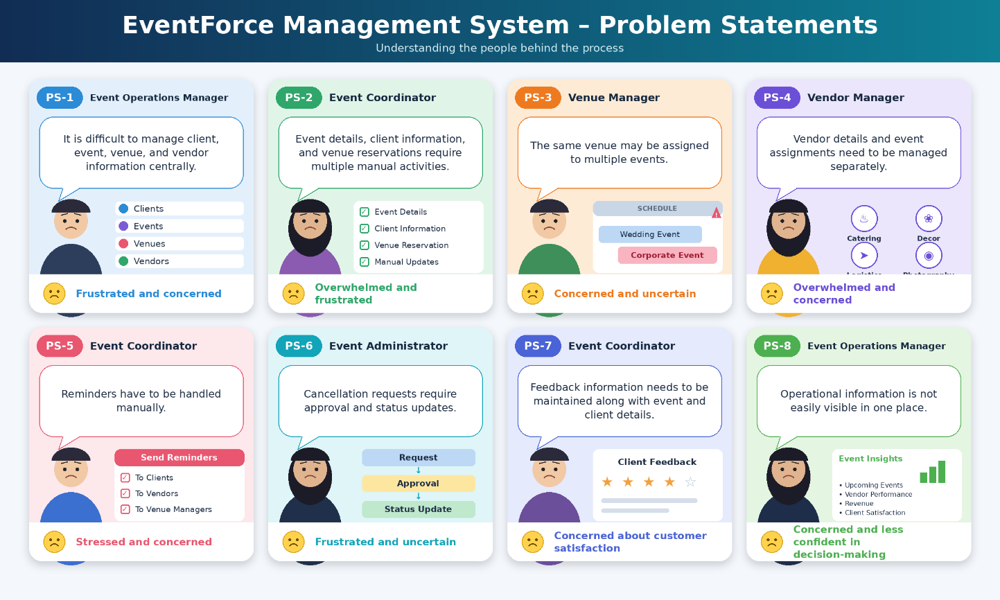 EventForce Management System – Problem Statements
Understanding the people behind the process
PS-1
Event Operations Manager
It is difficult to manage client,
event, venue, and vendor
information centrally.
Clients
Events
Venues
Vendors
Frustrated and concerned
PS-2
Event Coordinator
Event details, client information,
and venue reservations require
multiple manual activities.
Event Details
Client Information
Venue Reservation
Manual Updates
Overwhelmed and
frustrated
PS-3
Venue Manager
The same venue may be assigned
to multiple events.
SCHEDULE
Wedding Event
Corporate Event
Concerned and uncertain
PS-4
Vendor Manager
Vendor details and event
assignments need to be managed
separately.
Catering
Decor
Logistics
Photography
Overwhelmed and
concerned
PS-5
Event Coordinator
Reminders have to be handled
manually.
Send Reminders
To Clients
To Vendors
To Venue Managers
Stressed and concerned
PS-6
Event Administrator
Cancellation requests require
approval and status updates.
Request
↓
Approval
↓
Status Update
Frustrated and uncertain
PS-7
Event Coordinator
Feedback information needs to be
maintained along with event and
client details.
Client Feedback
Concerned about customer
satisfaction
PS-8
Event Operations Manager
Operational information is not
easily visible in one place.
Event Insights
• Upcoming Events
• Vendor Performance
• Revenue
• Client Satisfaction
Concerned and less
confident in
decision-making